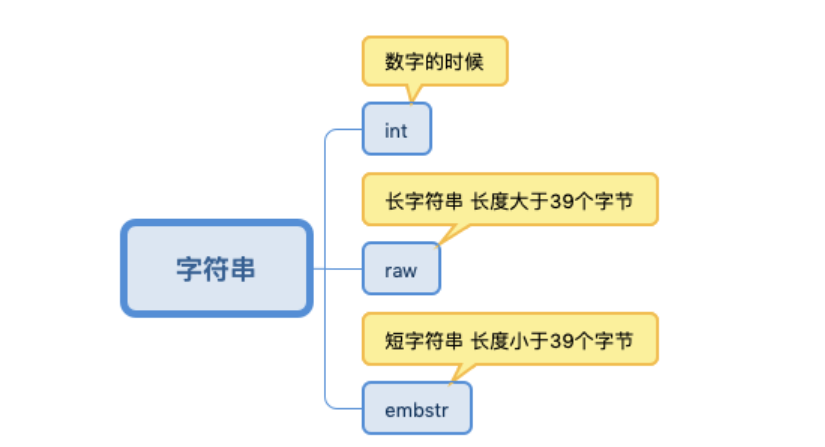 数字的时候
int
长字符串 长度大于39个字节
字符串
raw
短字符串 长度小于39个字节
embstr